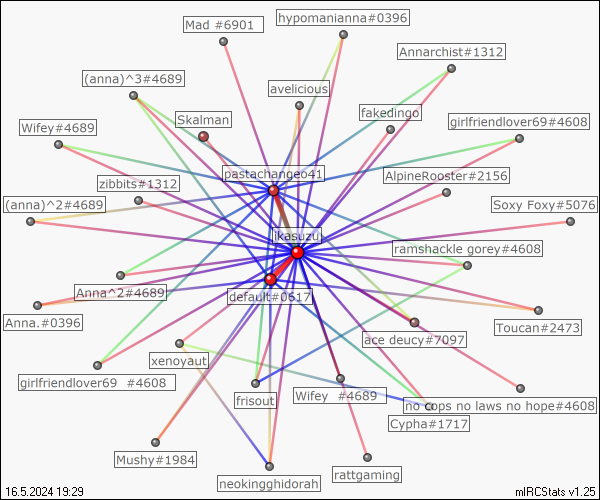 Mad #6901
hypomanianna#0396
Annarchist#1312
(anna)^3#4689
avelicious
fakedingo
Skalman
girlfriendlover69#4608
Wifey#4689
pastachangeo41
AlpineRooster#2156
zibbits#1312
(anna)^2#4689
Soxy Foxy#5076
ikasuzu
ramshackle gorey#4608
Anna^2#4689
default#0617
Anna.#0396
Toucan#2473
ace deucy#7097
xenoyaut
girlfriendlover69 #4608
frisout
Wifey #4689
no cops no laws no hope#4608
Cypha#1717
Mushy#1984
neokingghidorah
rattgaming
16.5.2024 19:29
mIRCStats v1.25